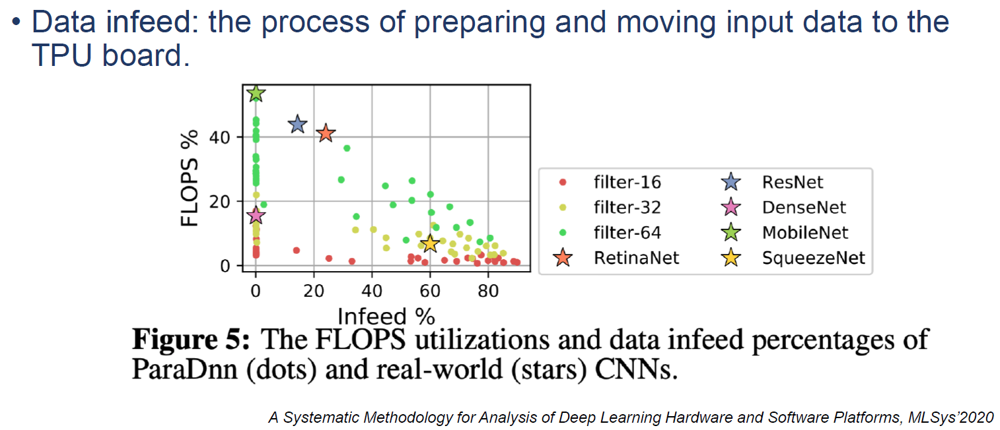 • Data infeed: the process of preparing and moving input data to the
TPU board.
FLOPS %
40
20
0
0 20 40 60 80
Infeed %
filter-16
filter-32
filter-64
RetinaNet
ResNet
DenseNet
MobileNet
SqueezeNet
Figure 5: The FLOPS utilizations and data infeed percentages of
ParaDnn (dots) and real-world (stars) CNNs.
A Systematic Methodology for Analysis of Deep Learning Hardware and Software Platforms, MLSys’2020